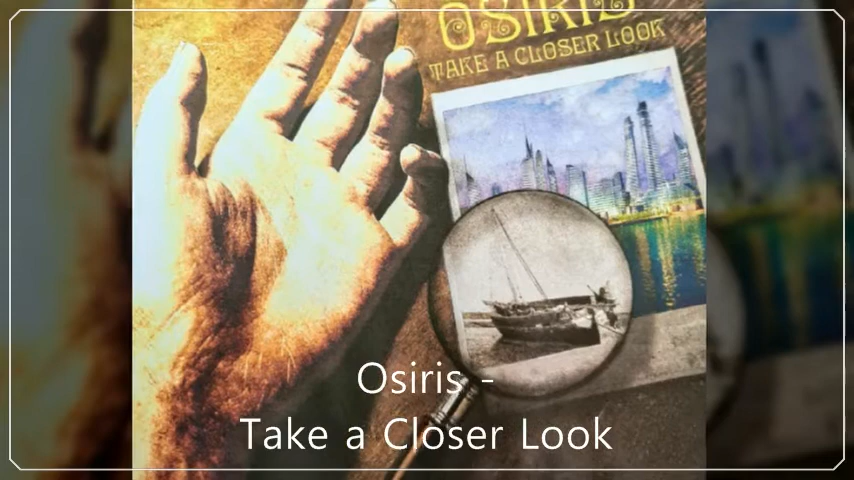 OSIRIS
TAKE A CLOSER LOOK
Osiris -
Take a Closer Look